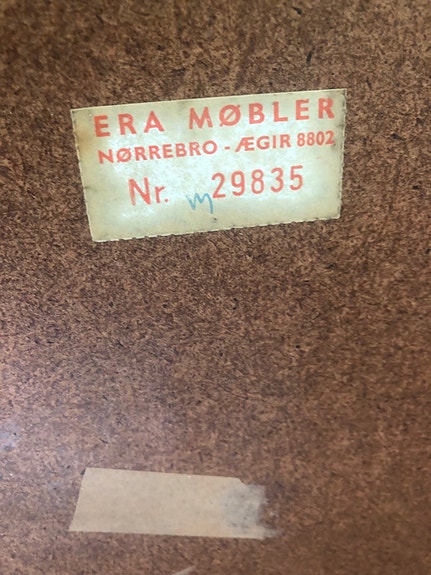 ERA MØBLER
NØRREBRO - ÆGIR 8802
Nr. m 29835